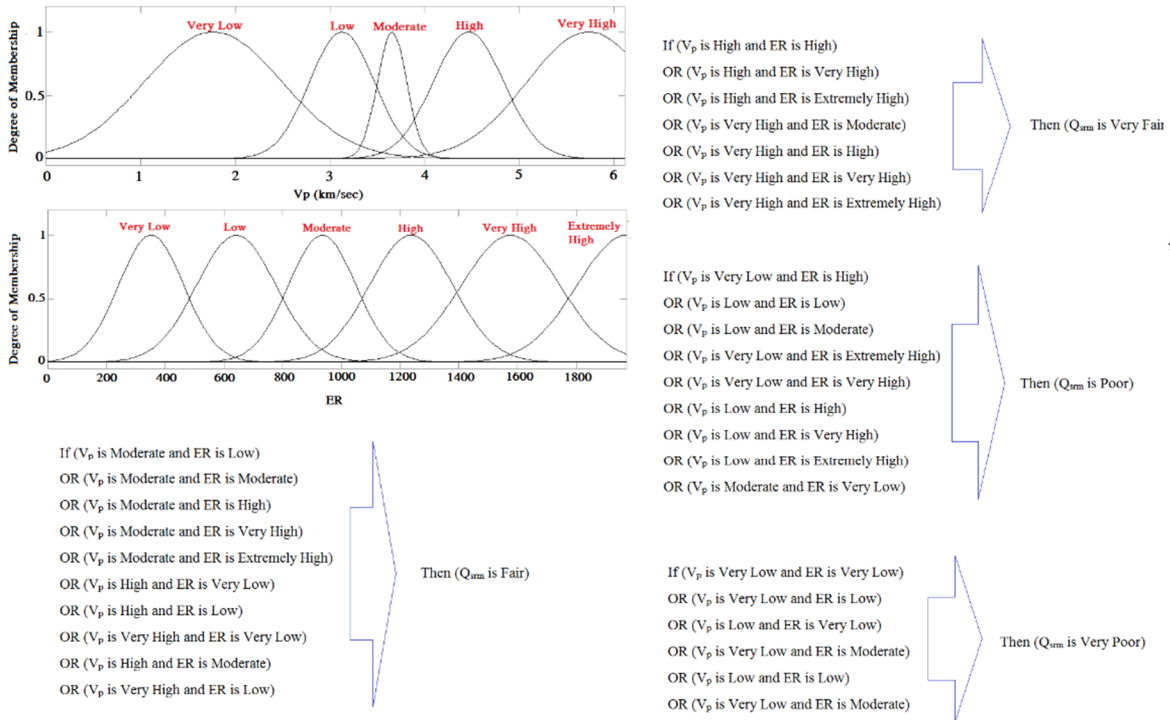 Very Low Low Moderate High Very High
Degree of Membership
1
0.5
0
0 1 2 3 4 5 6
Vp (km/sec)
Very Low Low Moderate High Very High Extremely High
Degree of Membership
1
0.5
0
0 200 400 600 800 1000 1200 1400 1600 1800
ER
If (Vp is High and ER is High)
OR (Vp is High and ER is Very High)
OR (Vp is High and ER is Extremely High)
OR (Vp is Very High and ER is Moderate)
OR (Vp is Very High and ER is High)
OR (Vp is Very High and ER is Very High)
OR (Vp is Very High and ER is Extremely High)
Then (Qsrm is Very Fair
If (Vp is Very Low and ER is High)
OR (Vp is Low and ER is Low)
OR (Vp is Low and ER is Moderate)
OR (Vp is Very Low and ER is Extremely High)
OR (Vp is Very Low and ER is Very High)
OR (Vp is Low and ER is High)
OR (Vp is Low and ER is Very High)
OR (Vp is Low and ER is Extremely High)
OR (Vp is Moderate and ER is Very Low)
Then (Qsrm is Poor)
If (Vp is Moderate and ER is Low)
OR (Vp is Moderate and ER is Moderate)
OR (Vp is Moderate and ER is High)
OR (Vp is Moderate and ER is Very High)
OR (Vp is Moderate and ER is Extremely High)
OR (Vp is High and ER is Very Low)
OR (Vp is High and ER is Low)
OR (Vp is Very High and ER is Very Low)
OR (Vp is High and ER is Moderate)
OR (Vp is Very High and ER is Low)
Then (Qsrm is Fair)
If (Vp is Very Low and ER is Very Low)
OR (Vp is Very Low and ER is Low)
OR (Vp is Low and ER is Very Low)
OR (Vp is Very Low and ER is Moderate)
OR (Vp is Low and ER is Low)
OR (Vp is Very Low and ER is Moderate)
Then (Qsrm is Very Poor)